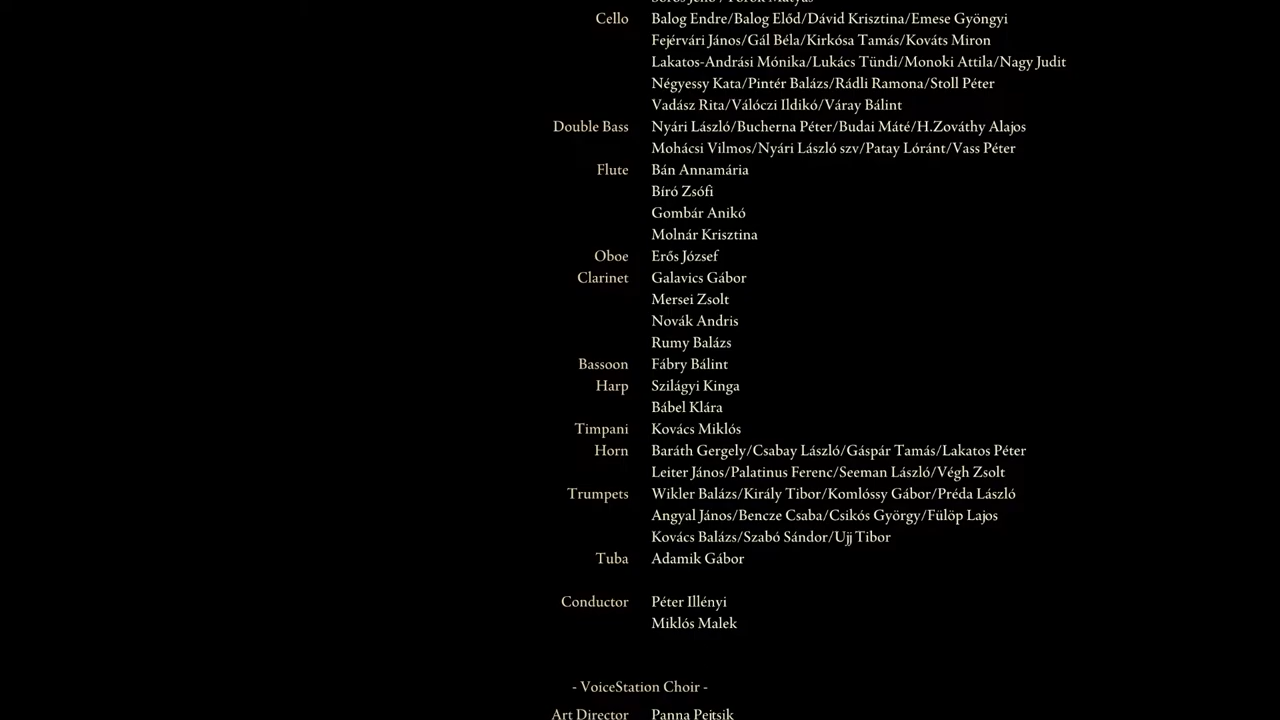 Cello Balog Endre/Balog Előd/Dávid Krisztina/Emese Gyöngyi
Fejérvári János/Gál Béla/Kirkósa Tamás/Kováts Miron
Lakatos-Andrási Mónika/Lukács Tündi/Monoki Attila/Nagy Judit
Négyessy Kata/Pintér Balázs/Rádli Ramona/Stoll Péter
Vadász Rita/Válóczi Ildikó/Váray Bálint
Double Bass Nyári László/Bucherna Péter/Budai Máté/H.Zováthy Alajos
Mohácsi Vilmos/Nyári László szv/Patay Lóránt/Vass Péter
Flute Bán Annamária
Bíró Zsófi
Gombár Anikó
Molnár Krisztina
Oboe Erős József
Clarinet Galavics Gábor
Mersei Zsolt
Novák Andris
Rumy Balázs
Bassoon Fábry Bálint
Harp Szilágyi Kinga
Bábel Klára
Timpani Kovács Miklós
Horn Baráth Gergely/Csabay László/Gáspár Tamás/Lakatos Péter
Leiter János/Palatinus Ferenc/Seeman László/Végh Zsolt
Trumpets Wikler Balázs/Király Tibor/Komlóssy Gábor/Préda László
Angyal János/Bencze Csaba/Csikós György/Fülöp Lajos
Kovács Balázs/Szabó Sándor/Ujj Tibor
Tuba Adamik Gábor
Conductor Péter Illényi
Miklós Malek
- VoiceStation Choir -
Art Director Panna Pejtsik